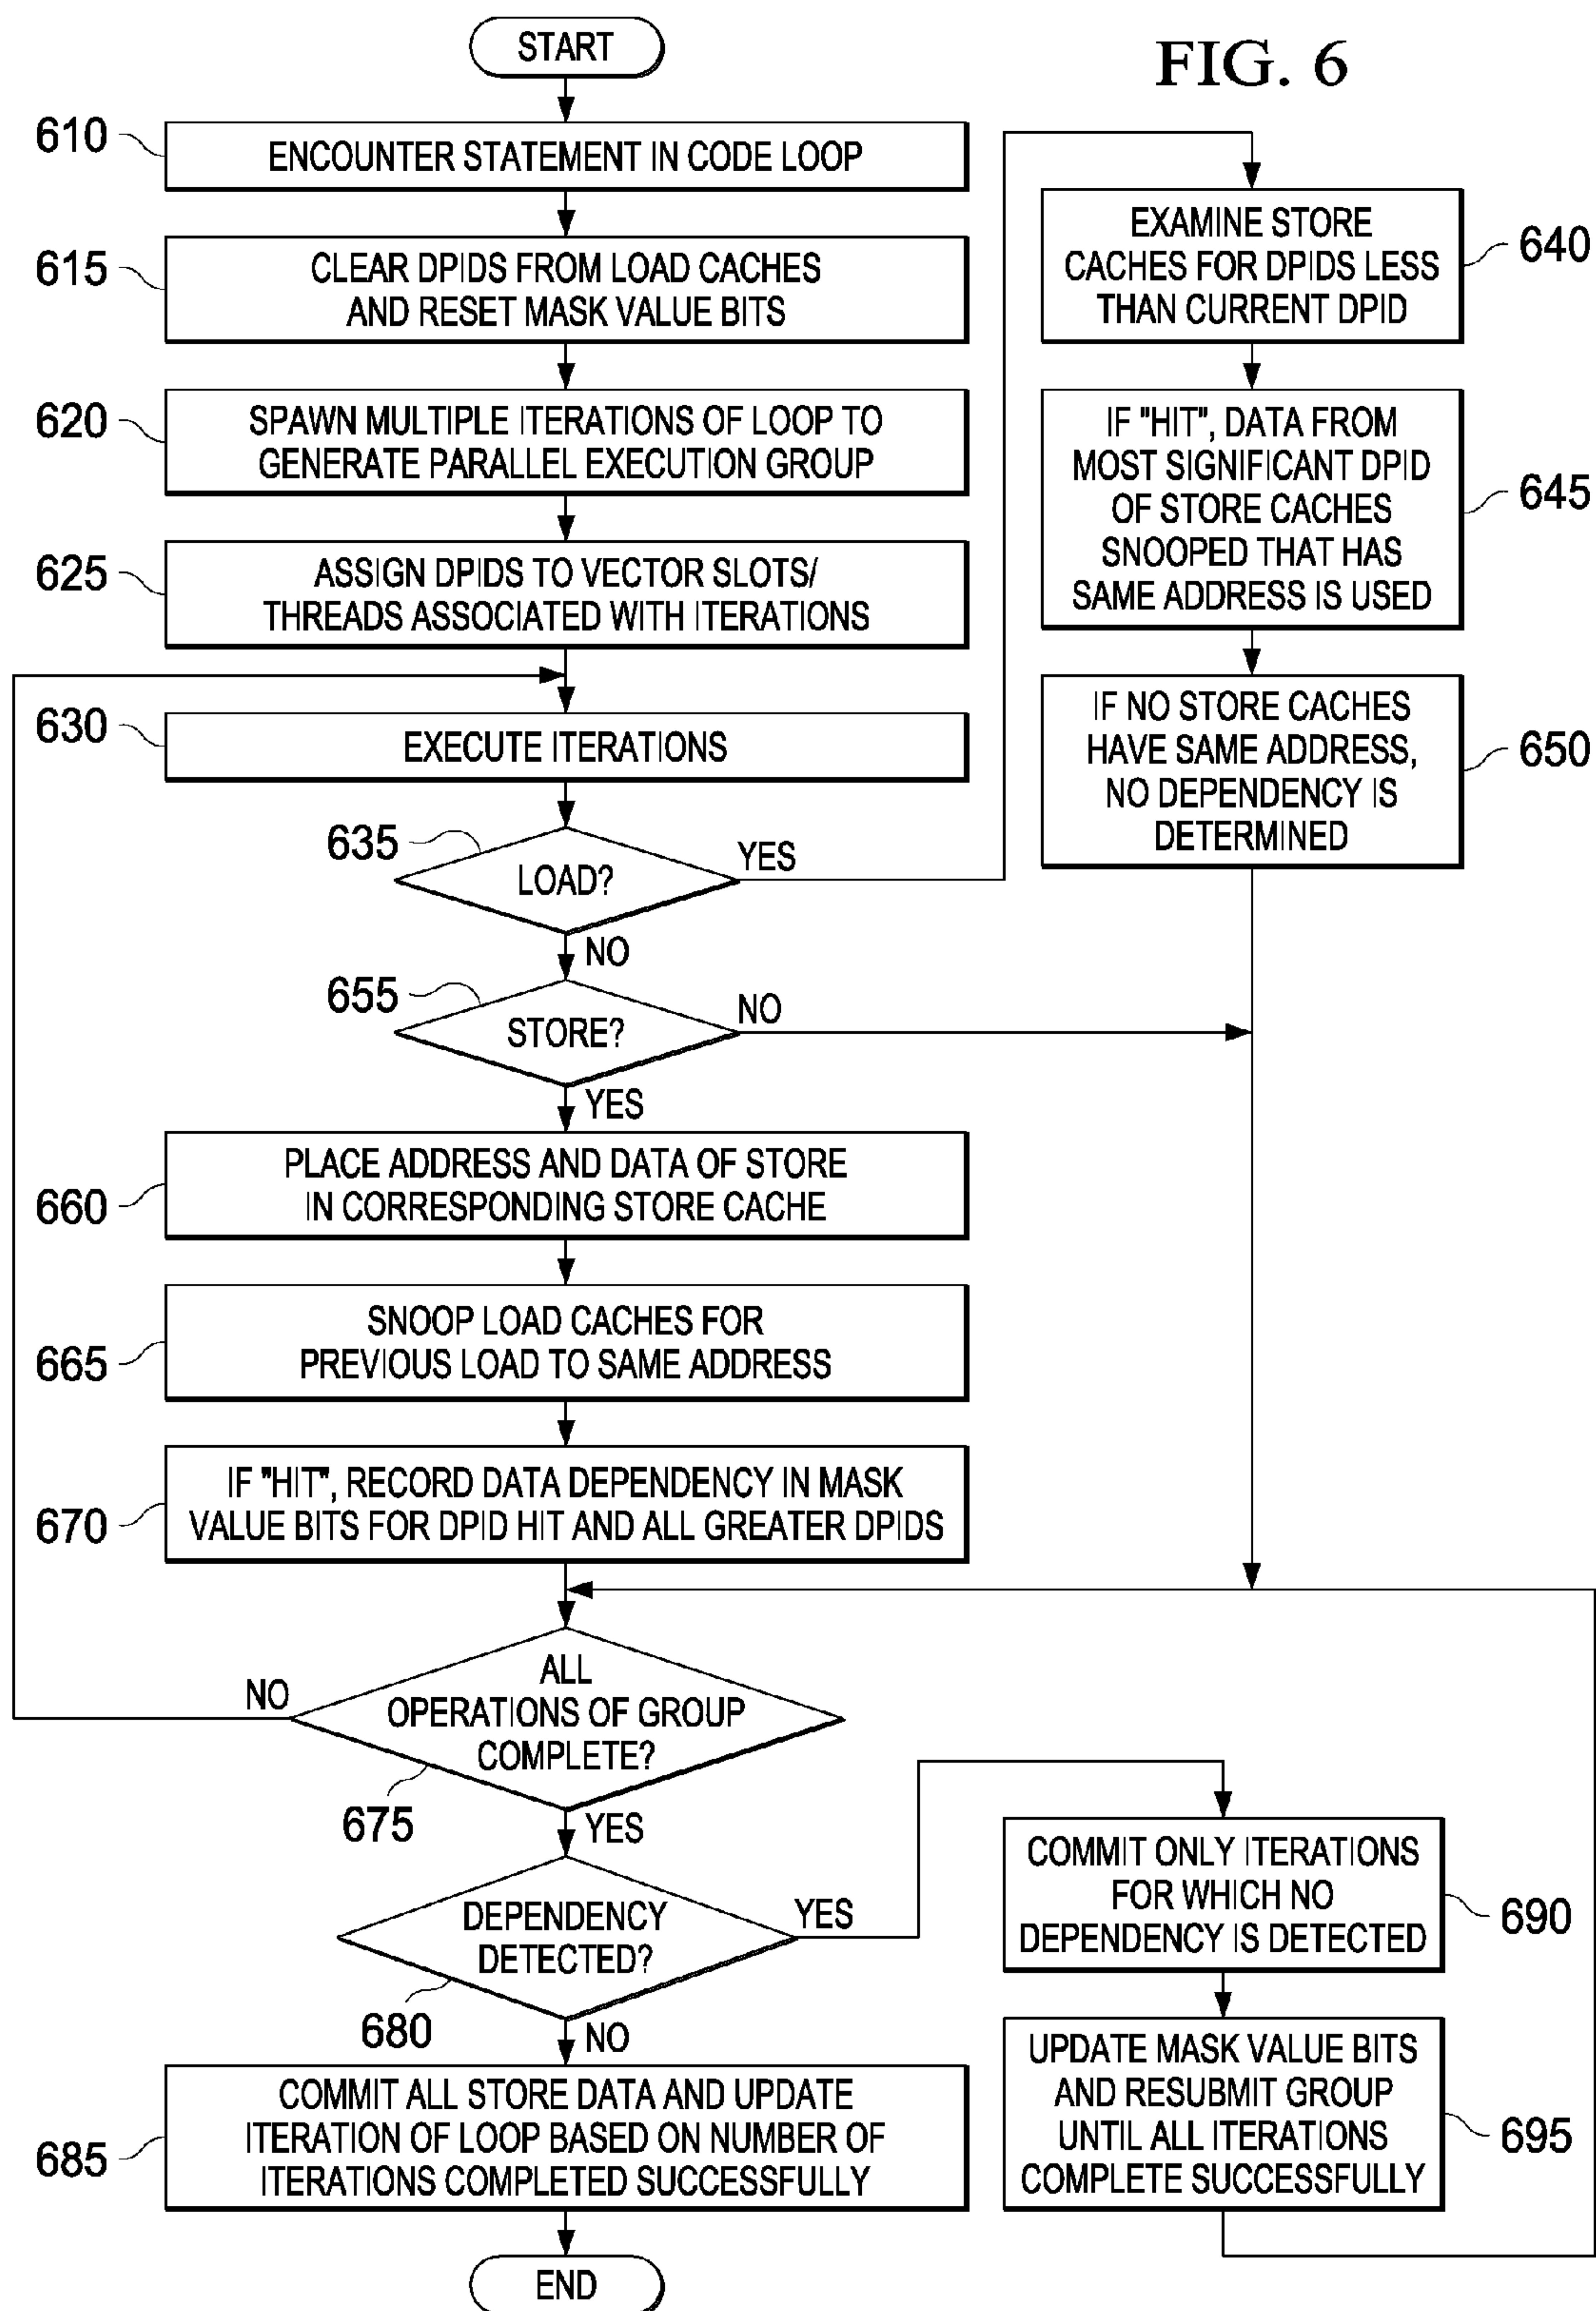 START
FIG. 6
610
ENCOUNTER STATEMENT IN CODE LOOP
615
CLEAR DPIDS FROM LOAD CACHES
AND RESET MASK VALUE BITS
620
SPAWN MULTIPLE ITERATIONS OF LOOP TO
GENERATE PARALLEL EXECUTION GROUP
625
ASSIGN DPIDS TO VECTOR SLOTS/
THREADS ASSOCIATED WITH ITERATIONS
630
EXECUTE ITERATIONS
635
LOAD?
YES
NO
EXAMINE STORE
CACHES FOR DPIDS LESS
THAN CURRENT DPID
640
IF "HIT", DATA FROM
MOST SIGNIFICANT DPID
OF STORE CACHES
SNOOPED THAT HAS
SAME ADDRESS IS USED
645
IF NO STORE CACHES
HAVE SAME ADDRESS,
NO DEPENDENCY IS
DETERMINED
650
655
STORE?
NO
YES
660
PLACE ADDRESS AND DATA OF STORE
IN CORRESPONDING STORE CACHE
665
SNOOP LOAD CACHES FOR
PREVIOUS LOAD TO SAME ADDRESS
670
IF "HIT", RECORD DATA DEPENDENCY IN MASK
VALUE BITS FOR DPID HIT AND ALL GREATER DPIDS
NO
ALL
OPERATIONS OF GROUP
COMPLETE?
675
YES
DEPENDENCY
DETECTED?
YES
680
NO
COMMIT ONLY ITERATIONS
FOR WHICH NO
DEPENDENCY IS DETECTED
690
UPDATE MASK VALUE BITS
AND RESUBMIT GROUP
UNTIL ALL ITERATIONS
COMPLETE SUCCESSFULLY
695
685
COMMIT ALL STORE DATA AND UPDATE
ITERATION OF LOOP BASED ON NUMBER OF
ITERATIONS COMPLETED SUCCESSFULLY
END